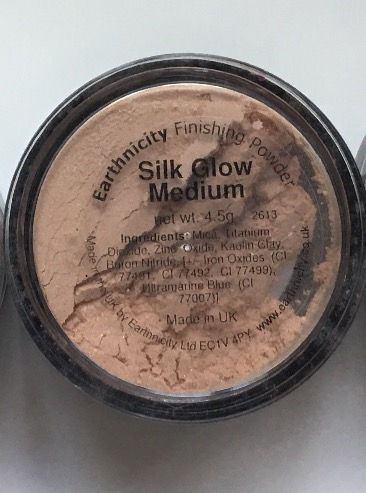 Earthnicity Finishing Powder
Silk Glow
Medium
net wt. 4.5g 2613
Ingredients: Mica, Titanium
Dioxide, Zinc Oxide, Kaolin Clay,
Boron Nitride, [+/- Iron Oxides (CI
77491, CI 77492, CI 77499),
Ultramarine Blue (CI
77007)]
Made in UK
Made in the UK by Earthnicity Ltd EC1V 4PY www.earthnicity.co.uk